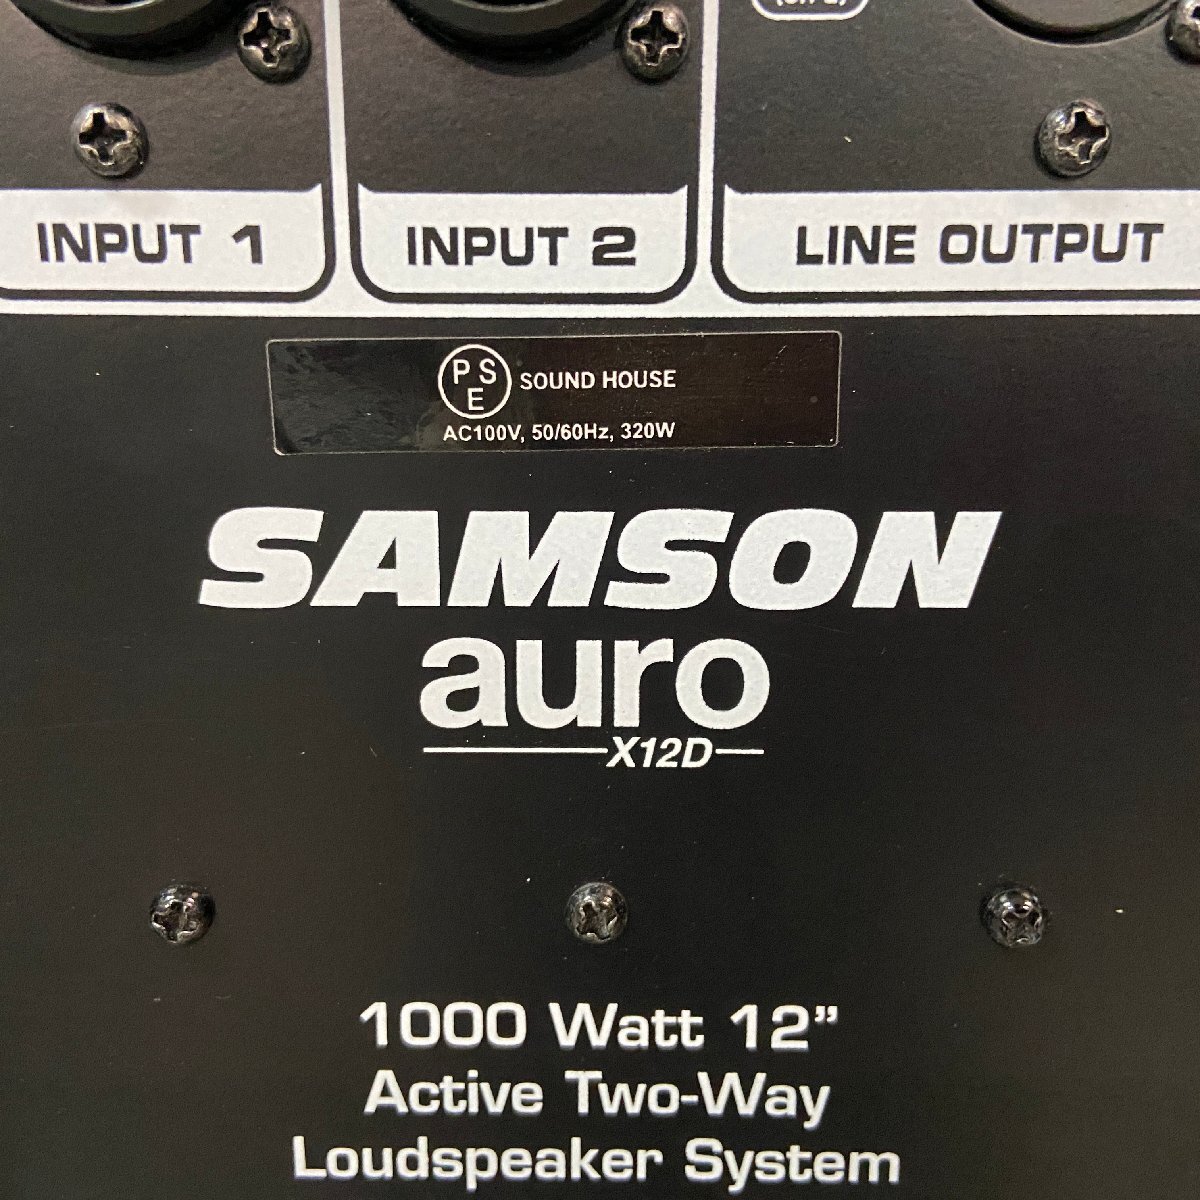 INPUT 1
INPUT 2
LINE OUTPUT
PSE SOUND HOUSE
AC100V, 50/60Hz, 320W
SAMSON
auro
X12D
1000 Watt 12”
Active Two-Way
Loudspeaker System